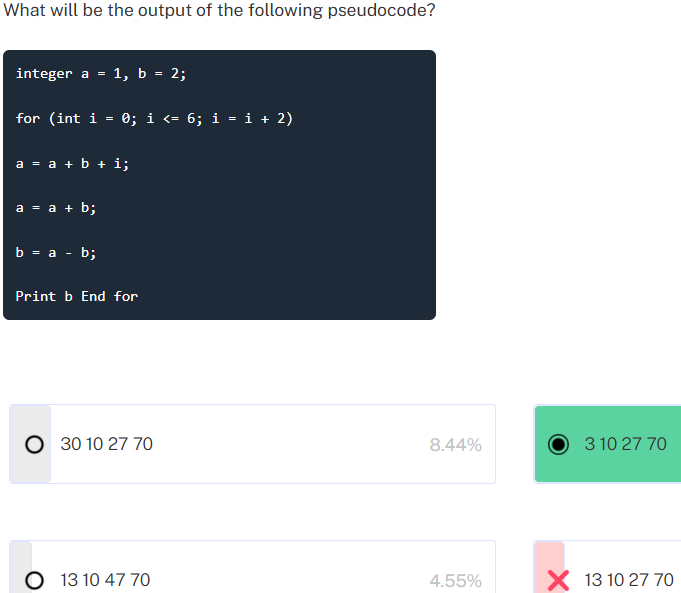 What will be the output of the following pseudocode?
integer a = 1, b = 2;
for (int i = 0; i <= 6; i = i + 2)
a = a + b + i;
a = a + b;
b = a - b;
Print b End for
30 10 27 70 8.44%
3 10 27 70
13 10 47 70 4.55%
13 10 27 70